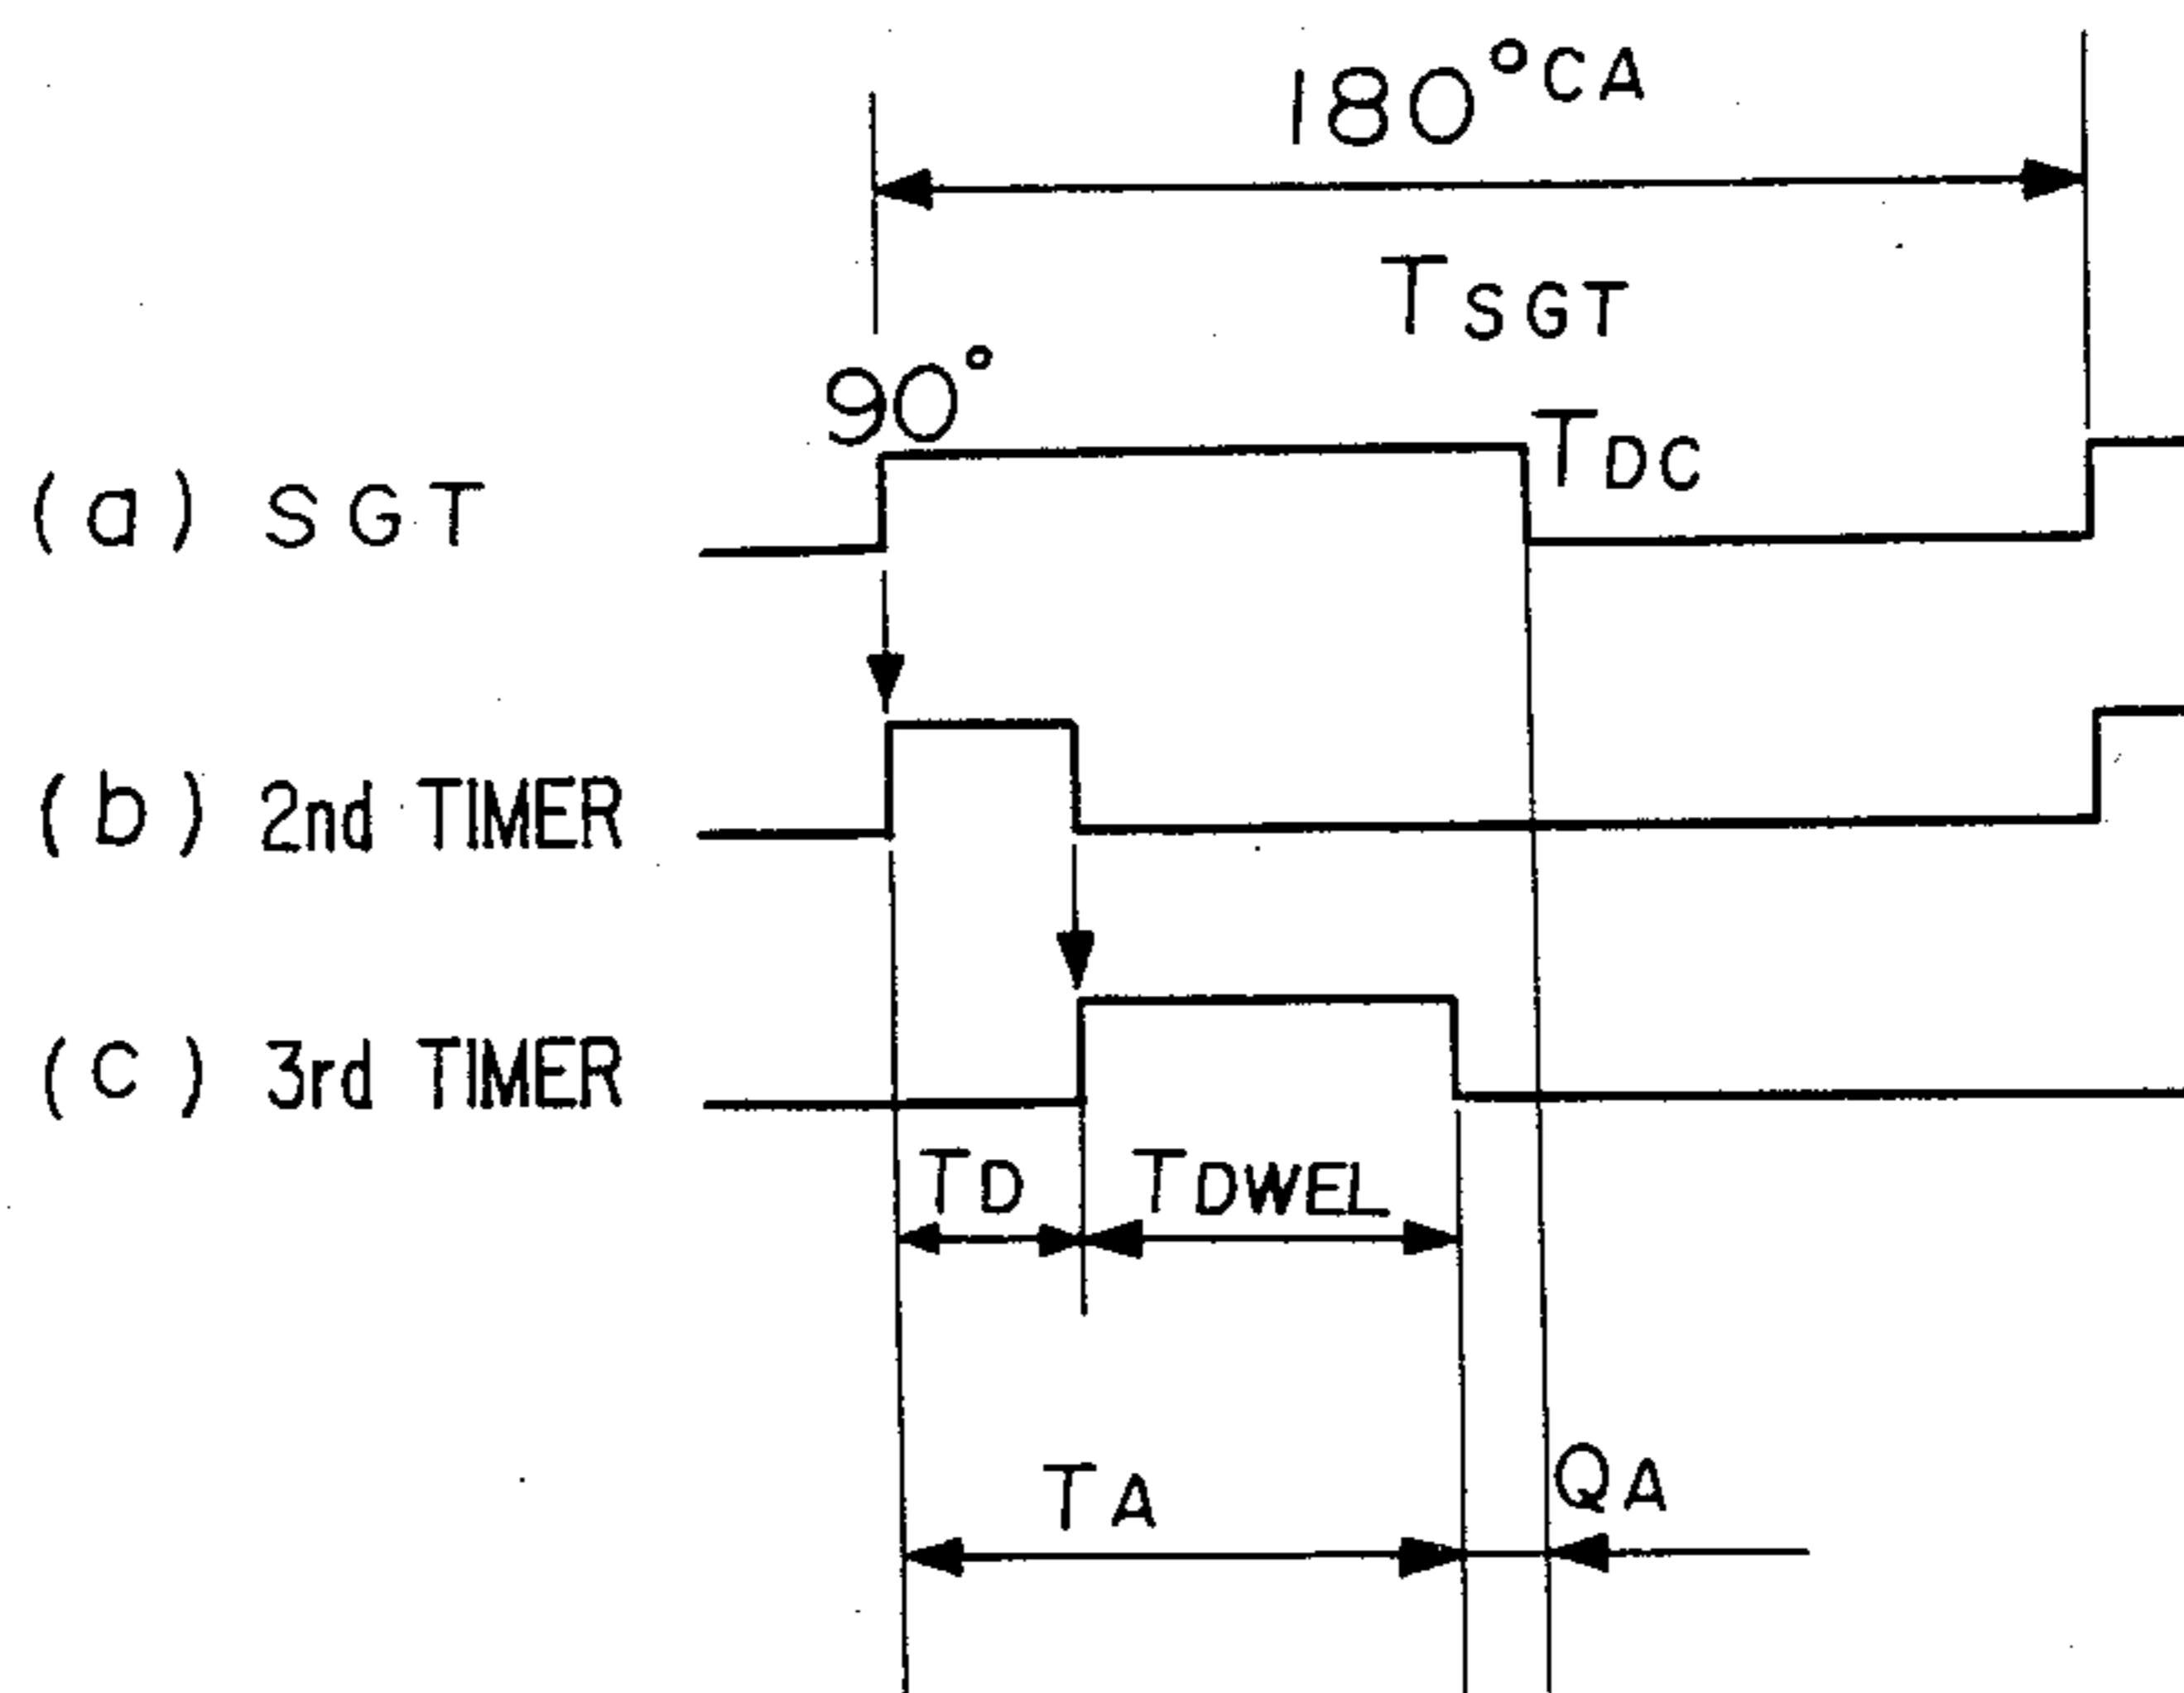 180°CA
TSGT
90°
TDC
(a) SGT
(b) 2nd TIMER
(c) 3rd TIMER
TD TDWEL
TA QA